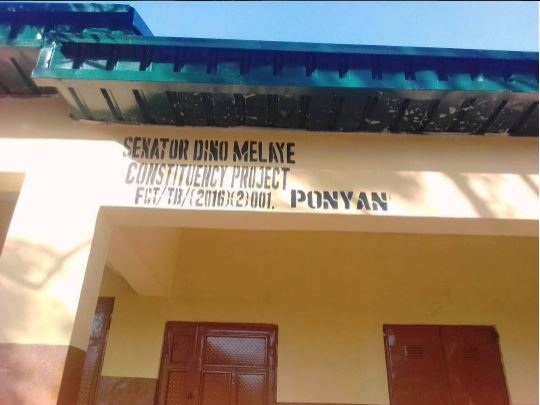 SENATOR DINO MELAYE
CONSTITUENCY PROJECT
FCT/TB/(2016)(2)001. PONYAN